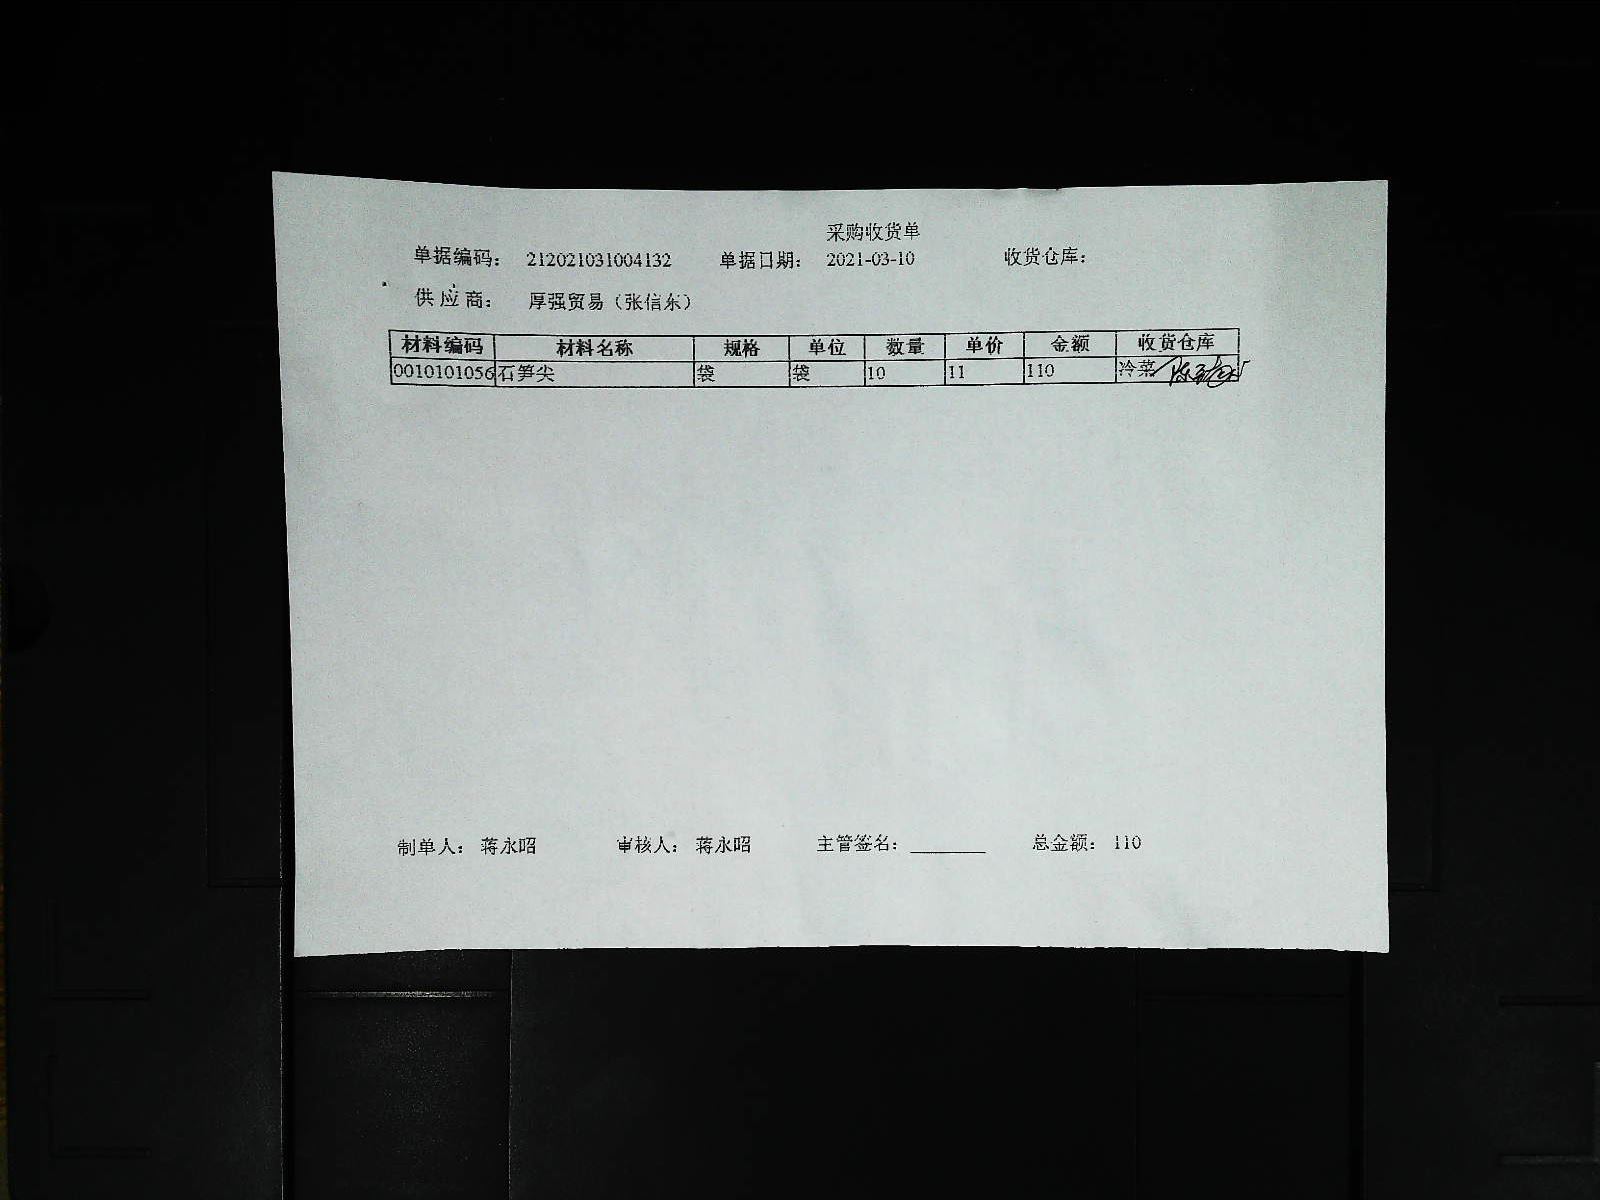 采购收货单
单据编码： 212021031004132 单据日期： 2021-03-10 收货仓库：
供应商： 厚强贸易（张信东）
材料编码 材料名称 规格 单位 数量 单价 金额 收货仓库
0010101056 石笋尖 袋 袋 10 11 110 冷菜
制单人： 蒋永昭 审核人： 蒋永昭 主管签名： 总金额： 110